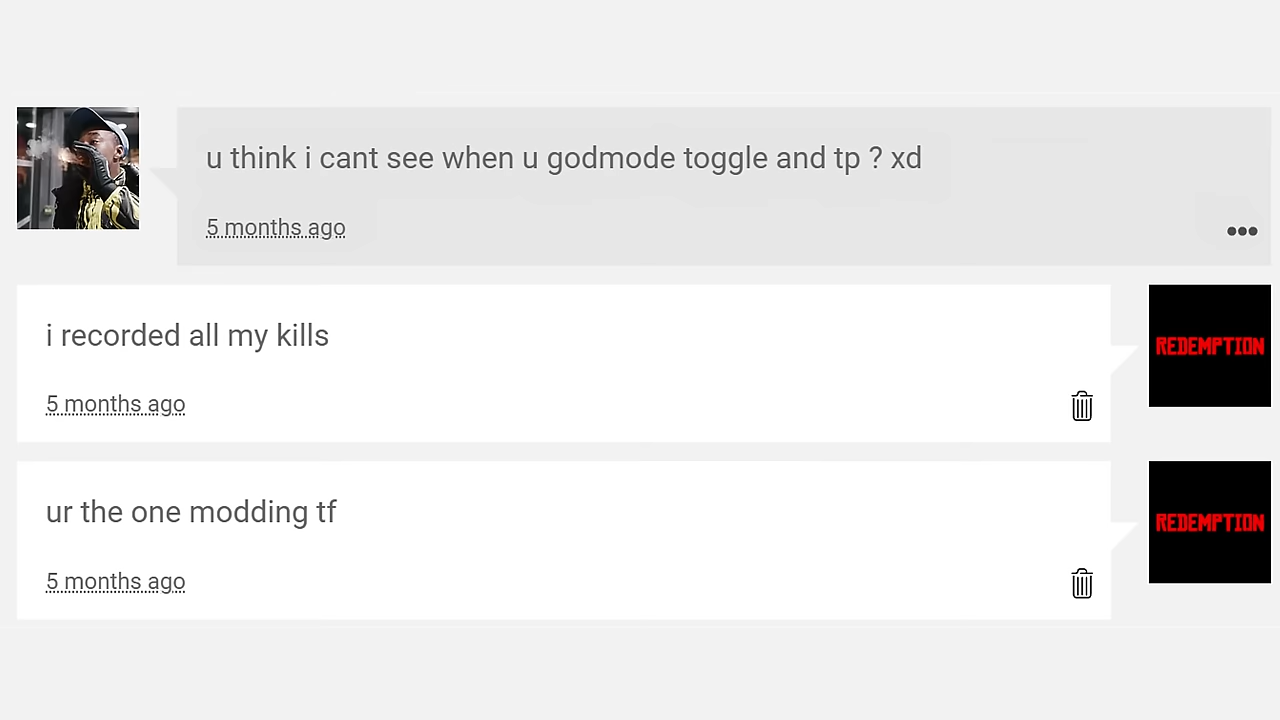 u think i cant see when u godmode toggle and tp ? xd
5 months ago
i recorded all my kills
REDEMPTION
5 months ago
ur the one modding tf
REDEMPTION
5 months ago